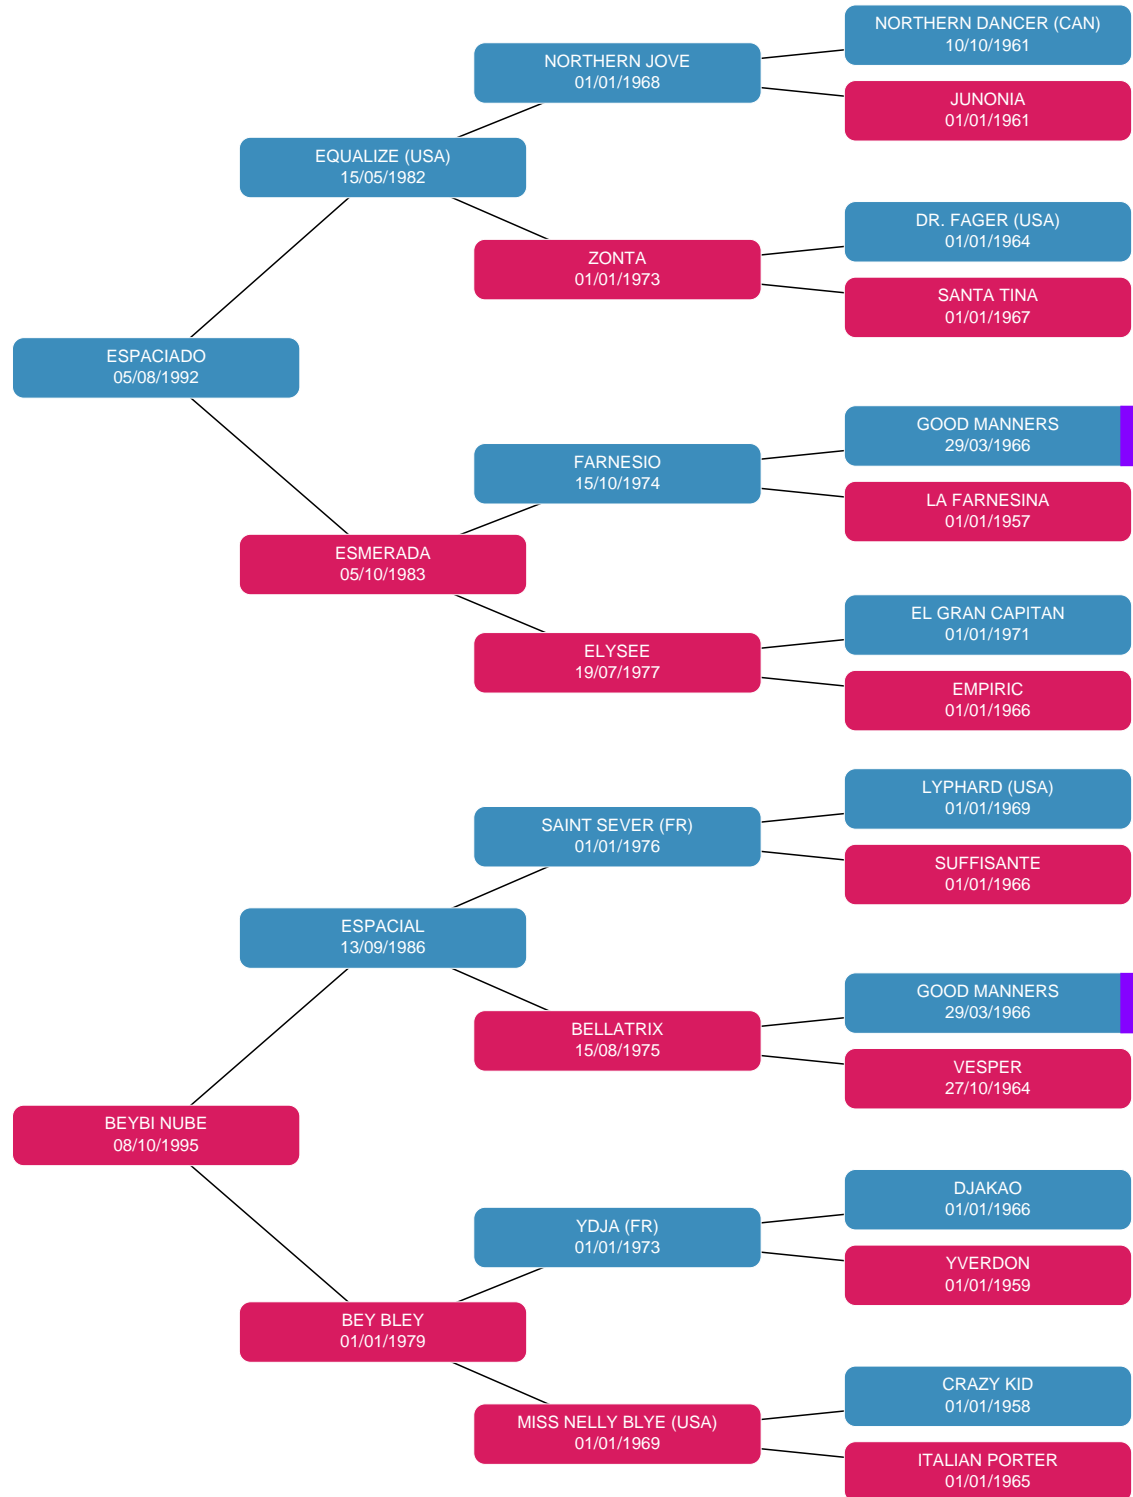 NORTHERN DANCER (CAN)
10/10/1961
NORTHERN JOVE
01/01/1968
JUNONIA
01/01/1961
EQUALIZE (USA)
15/05/1982
DR. FAGER (USA)
01/01/1964
ZONTA
01/01/1973
SANTA TINA
01/01/1967
ESPACIADO
05/08/1992
GOOD MANNERS
29/03/1966
FARNESIO
15/10/1974
LA FARNESINA
01/01/1957
ESMERADA
05/10/1983
EL GRAN CAPITAN
01/01/1971
ELYSEE
19/07/1977
EMPIRIC
01/01/1966
LYPHARD (USA)
01/01/1969
SAINT SEVER (FR)
01/01/1976
SUFFISANTE
01/01/1966
ESPACIAL
13/09/1986
GOOD MANNERS
29/03/1966
BELLATRIX
15/08/1975
VESPER
27/10/1964
BEYBI NUBE
08/10/1995
DJAKAO
01/01/1966
YDJA (FR)
01/01/1973
YVERDON
01/01/1959
BEY BLEY
01/01/1979
CRAZY KID
01/01/1958
MISS NELLY BLYE (USA)
01/01/1969
ITALIAN PORTER
01/01/1965